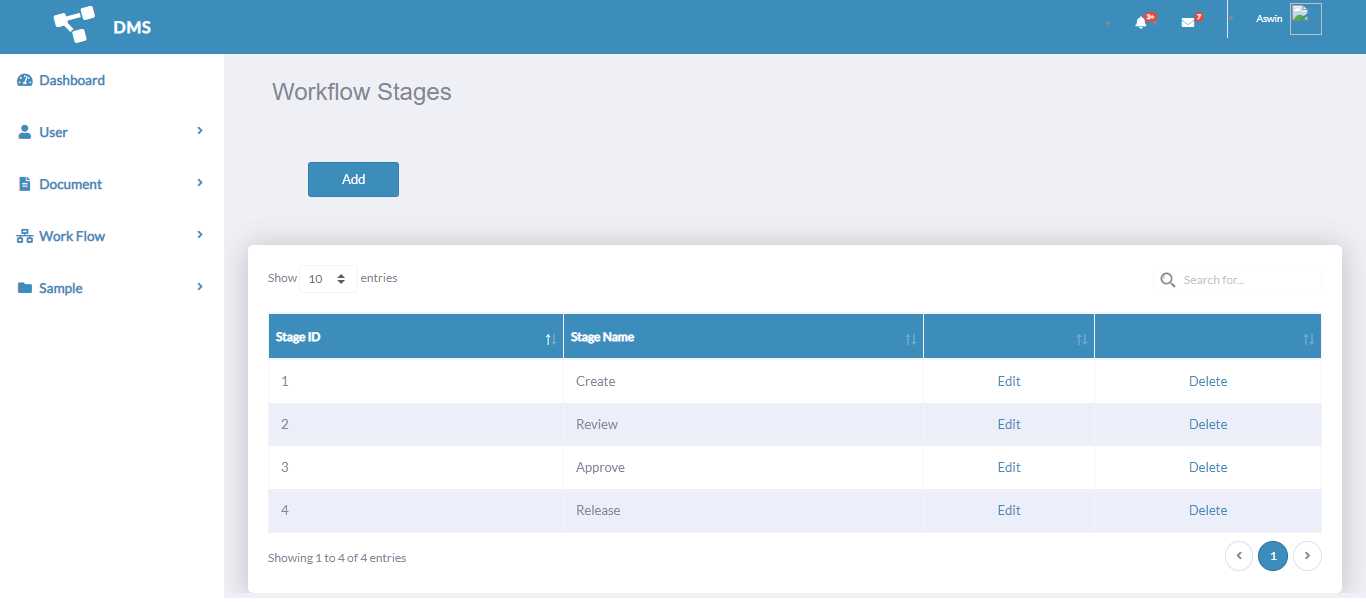 DMS
3+
7
Aswin
Dashboard
User
Document
Work Flow
Sample
Workflow Stages
Add
Show 10 entries
Search for...
Stage ID Stage Name
1 Create Edit Delete
2 Review Edit Delete
3 Approve Edit Delete
4 Release Edit Delete
Showing 1 to 4 of 4 entries
1